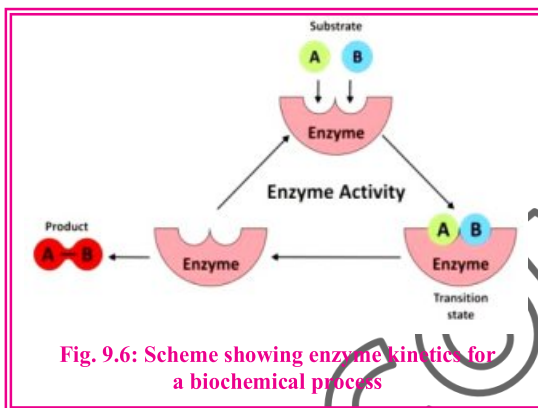 Substrate
A B
Enzyme
Enzyme Activity
Product
A B
A B
Enzyme
Enzyme
Transition
state
Fig. 9.6: Scheme showing enzyme kinetics for
a biochemical process